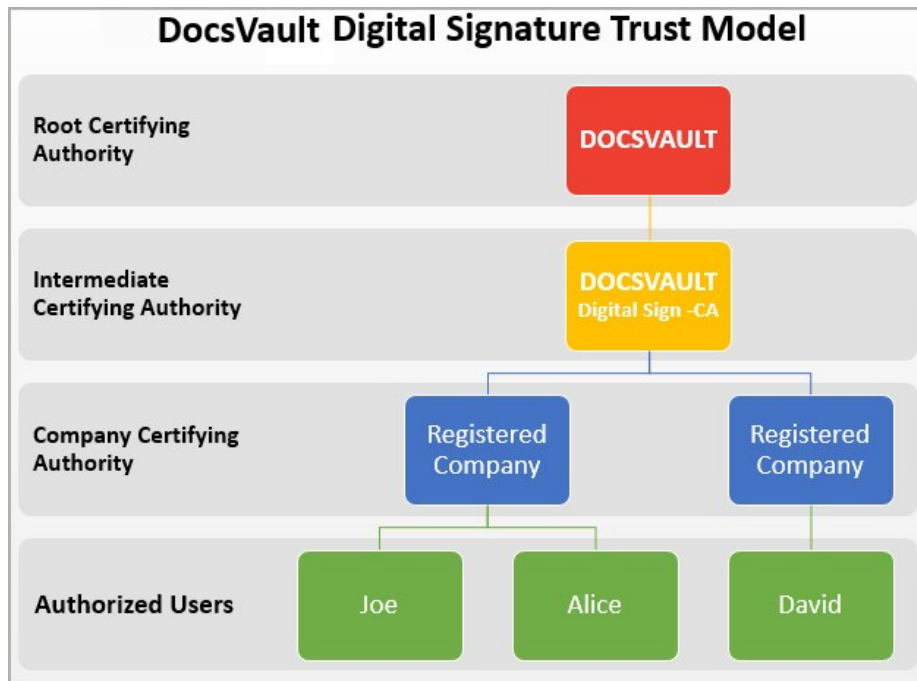 DocsVault Digital Signature Trust Model
Root Certifying
Authority
DOCSVAULT
Intermediate
Certifying Authority
DOCSVAULT
Digital Sign -CA
Company Certifying
Authority
Registered
Company
Registered
Company
Authorized Users
Joe
Alice
David